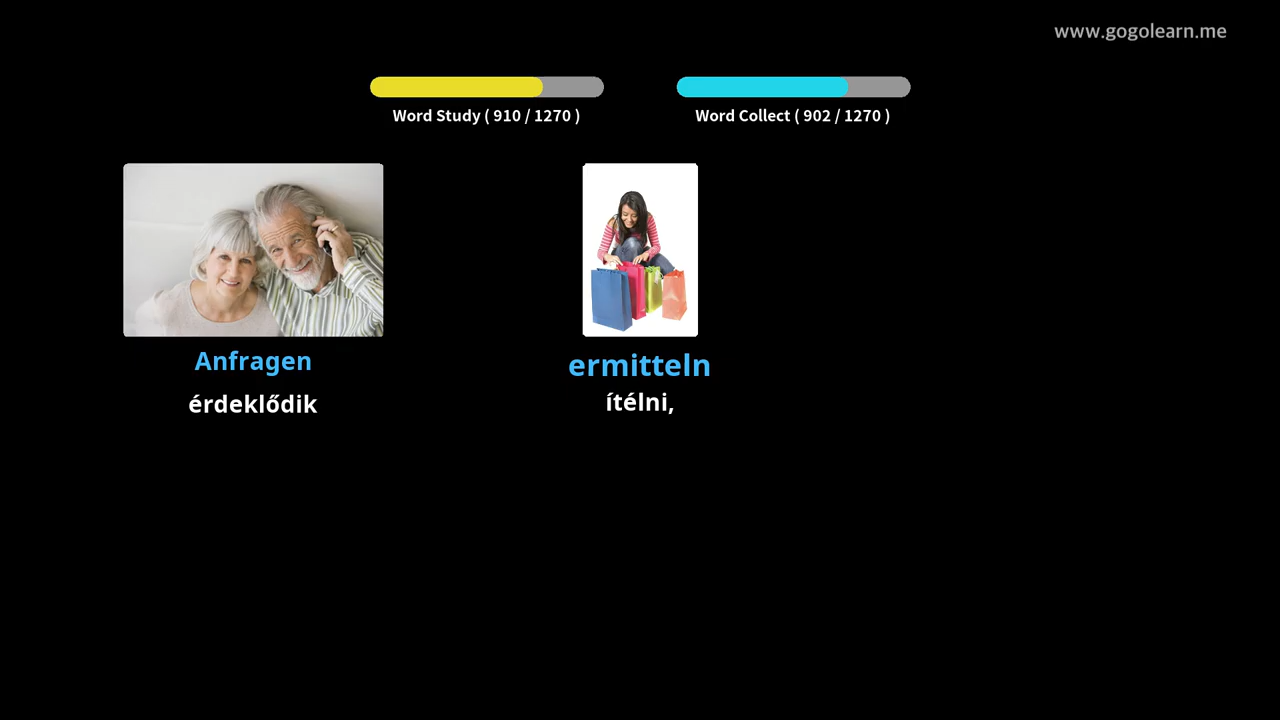 www.gogolearn.me
Word Study ( 910 / 1270 )
Word Collect ( 902 / 1270 )
Anfragen
érdeklődik
ermitteln
ítélni,